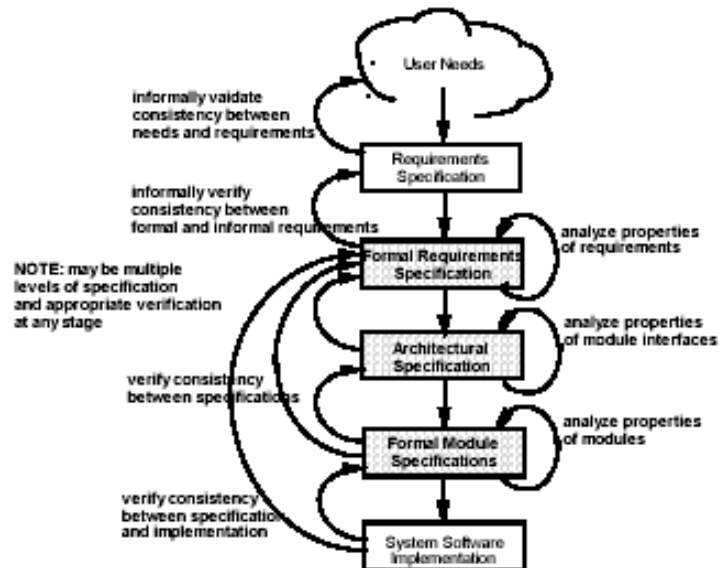 User Needs
informally vaidate
consistency between
needs and requirements
Requirements
Specification
informally verify
consistency between
formal and informal requirements
analyze properties
of requirements
Formal Requirements
Specification
NOTE: may be multiple
levels of specification
and appropriate verification
at any stage
analyze properties
of module interfaces
Architectural
Specification
verify consistency
between specifications
analyze properties
of modules
Formal Module
Specifications
verify consistency
between specification
and implementation
System Software
Implementation